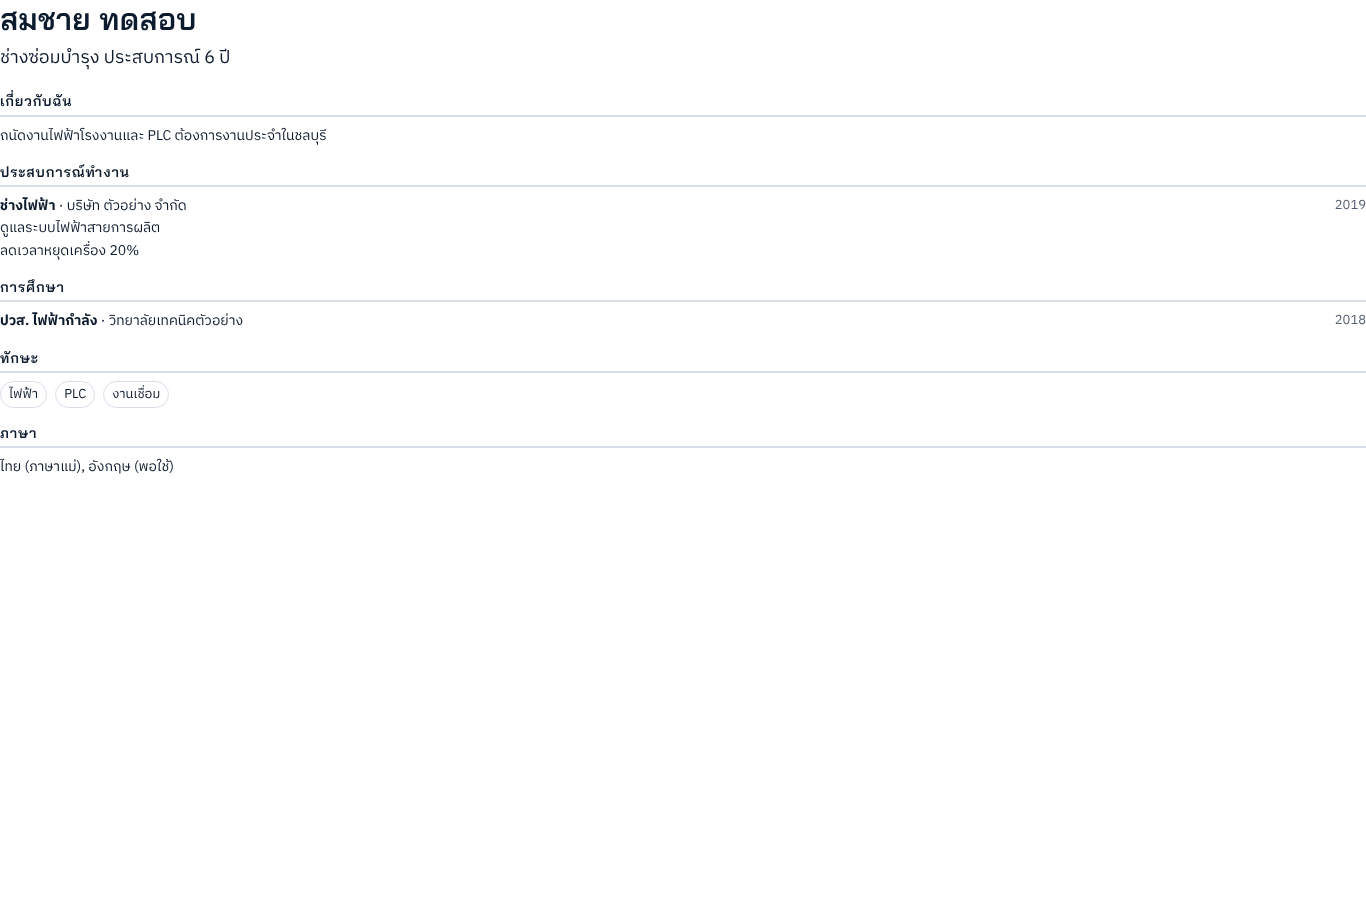 สมชาย ทดสอบ
ช่างซ่อมบำรุง ประสบการณ์ 6 ปี
เกี่ยวกับฉัน
ถนัดงานไฟฟ้าโรงงานและ PLC ต้องการงานประจำในชลบุรี
ประสบการณ์ทำงาน
ช่างไฟฟ้า · บริษัท ตัวอย่าง จำกัด 2019
ดูแลระบบไฟฟ้าสายการผลิต
ลดเวลาหยุดเครื่อง 20%
การศึกษา
ปวส. ไฟฟ้ากำลัง · วิทยาลัยเทคนิคตัวอย่าง 2018
ทักษะ
ไฟฟ้า PLC งานเชื่อม
ภาษา
ไทย (ภาษาแม่), อังกฤษ (พอใช้)